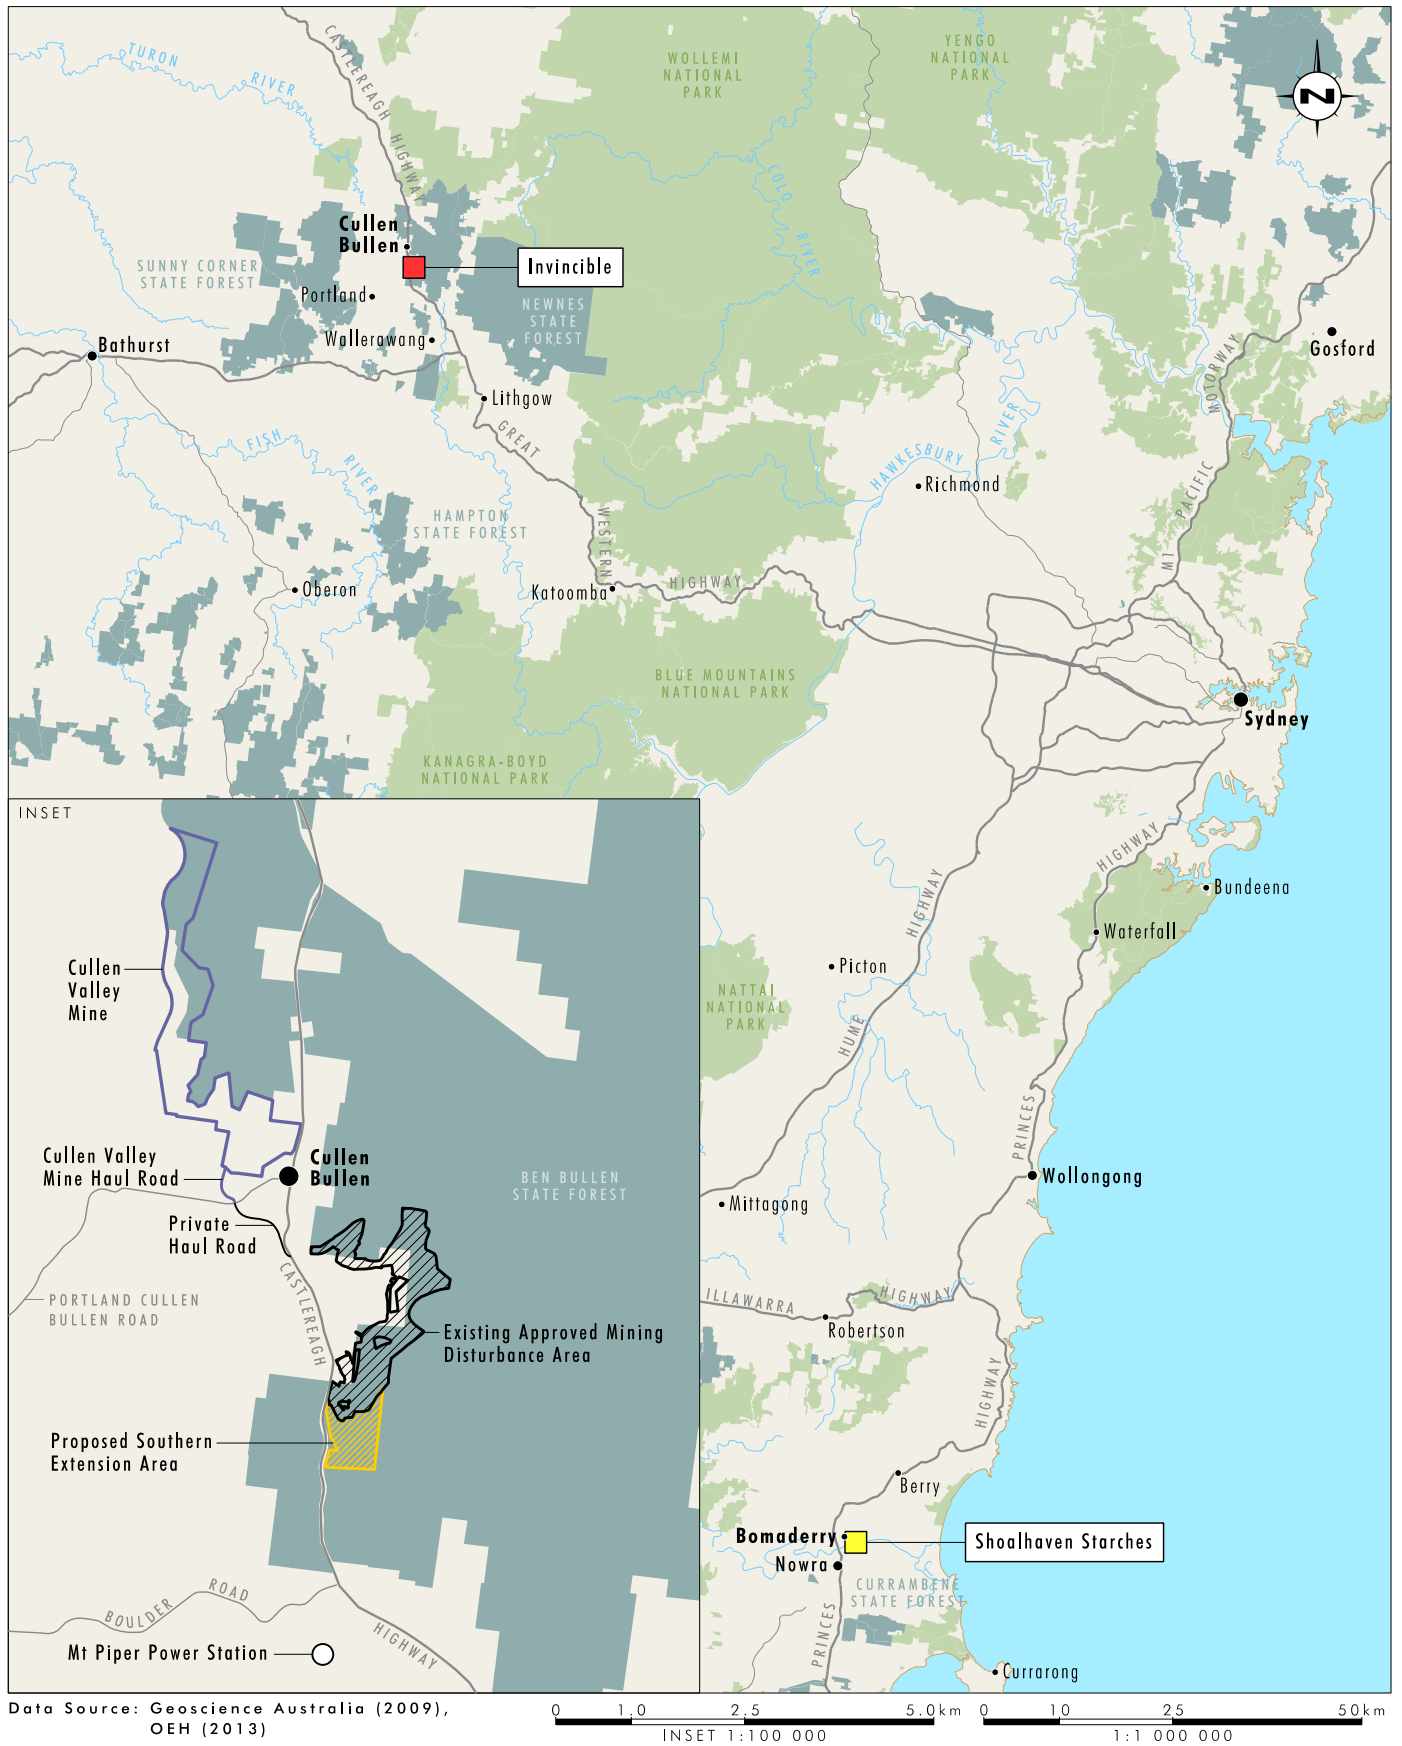 TURON
RIVER
CASTLEREAGH HIGHWAY
WOLLEMI
NATIONAL
PARK
YENGO
NATIONAL
PARK
N
COLO
RIVER
Cullen
Bullen
Invincible
SUNNY CORNER
STATE FOREST
Portland
NEWNES
STATE
FOREST
Wallerawang
Bathurst
Gosford
MOTORWAY
Lithgow
GREAT
FISH
RIVER
HAWKESBURY
RIVER
Richmond
PACIFIC
M1
HAMPTON
STATE FOREST
WESTERN
HIGHWAY
Oberon
Katoomba
BLUE MOUNTAINS
NATIONAL PARK
Sydney
KANAGRA-BOYD
NATIONAL PARK
INSET
HIGHWAY
Bundeena
Waterfall
HIGHWAY
Picton
NATTAI
NATIONAL
PARK
HUME
Cullen
Valley
Mine
PRINCES
Cullen Valley
Mine Haul Road
Cullen
Bullen
BEN BULLEN
STATE FOREST
Wollongong
Mittagong
Private
Haul Road
CASTLEREAGH
PORTLAND CULLEN
BULLEN ROAD
ILLAWARRA
HIGHWAY
Robertson
Existing Approved Mining
Disturbance Area
HIGHWAY
Proposed Southern
Extension Area
Berry
Bomaderry
Shoalhaven Starches
Nowra
CURRAMBENE
STATE FOREST
BOULDER
ROAD
HIGHWAY
PRINCES
Mt Piper Power Station
Currarong
Data Source: Geoscience Australia (2009),
OEH (2013)
0 1.0 2.5 5.0km
INSET 1:100 000
0 10 25 50km
1:1 000 000